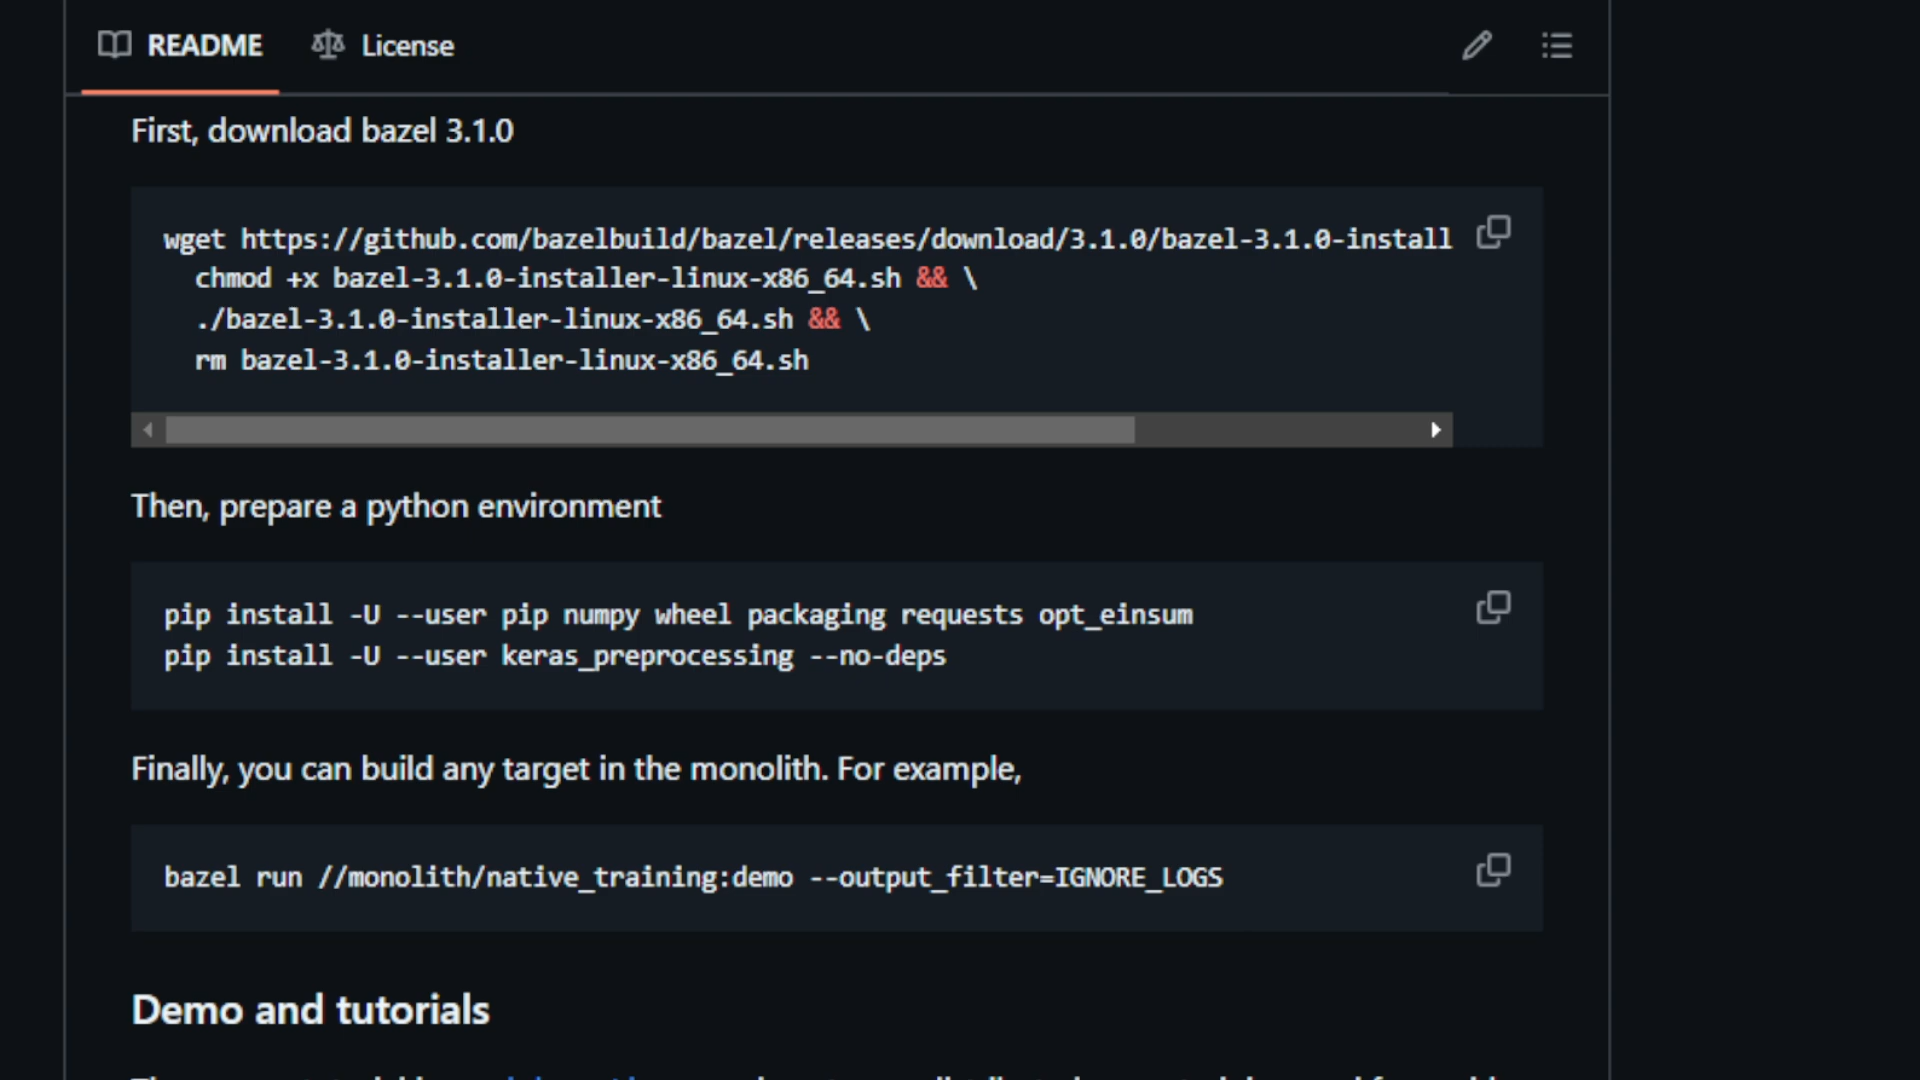 README
License
First, download bazel 3.1.0
wget https://github.com/bazelbuild/bazel/releases/download/3.1.0/bazel-3.1.0-install
chmod +x bazel-3.1.0-installer-linux-x86_64.sh && \
./bazel-3.1.0-installer-linux-x86_64.sh && \
rm bazel-3.1.0-installer-linux-x86_64.sh
Then, prepare a python environment
pip install -U --user pip numpy wheel packaging requests opt_einsum
pip install -U --user keras_preprocessing --no-deps
Finally, you can build any target in the monolith. For example,
bazel run //monolith/native_training:demo --output_filter=IGNORE_LOGS
Demo and tutorials